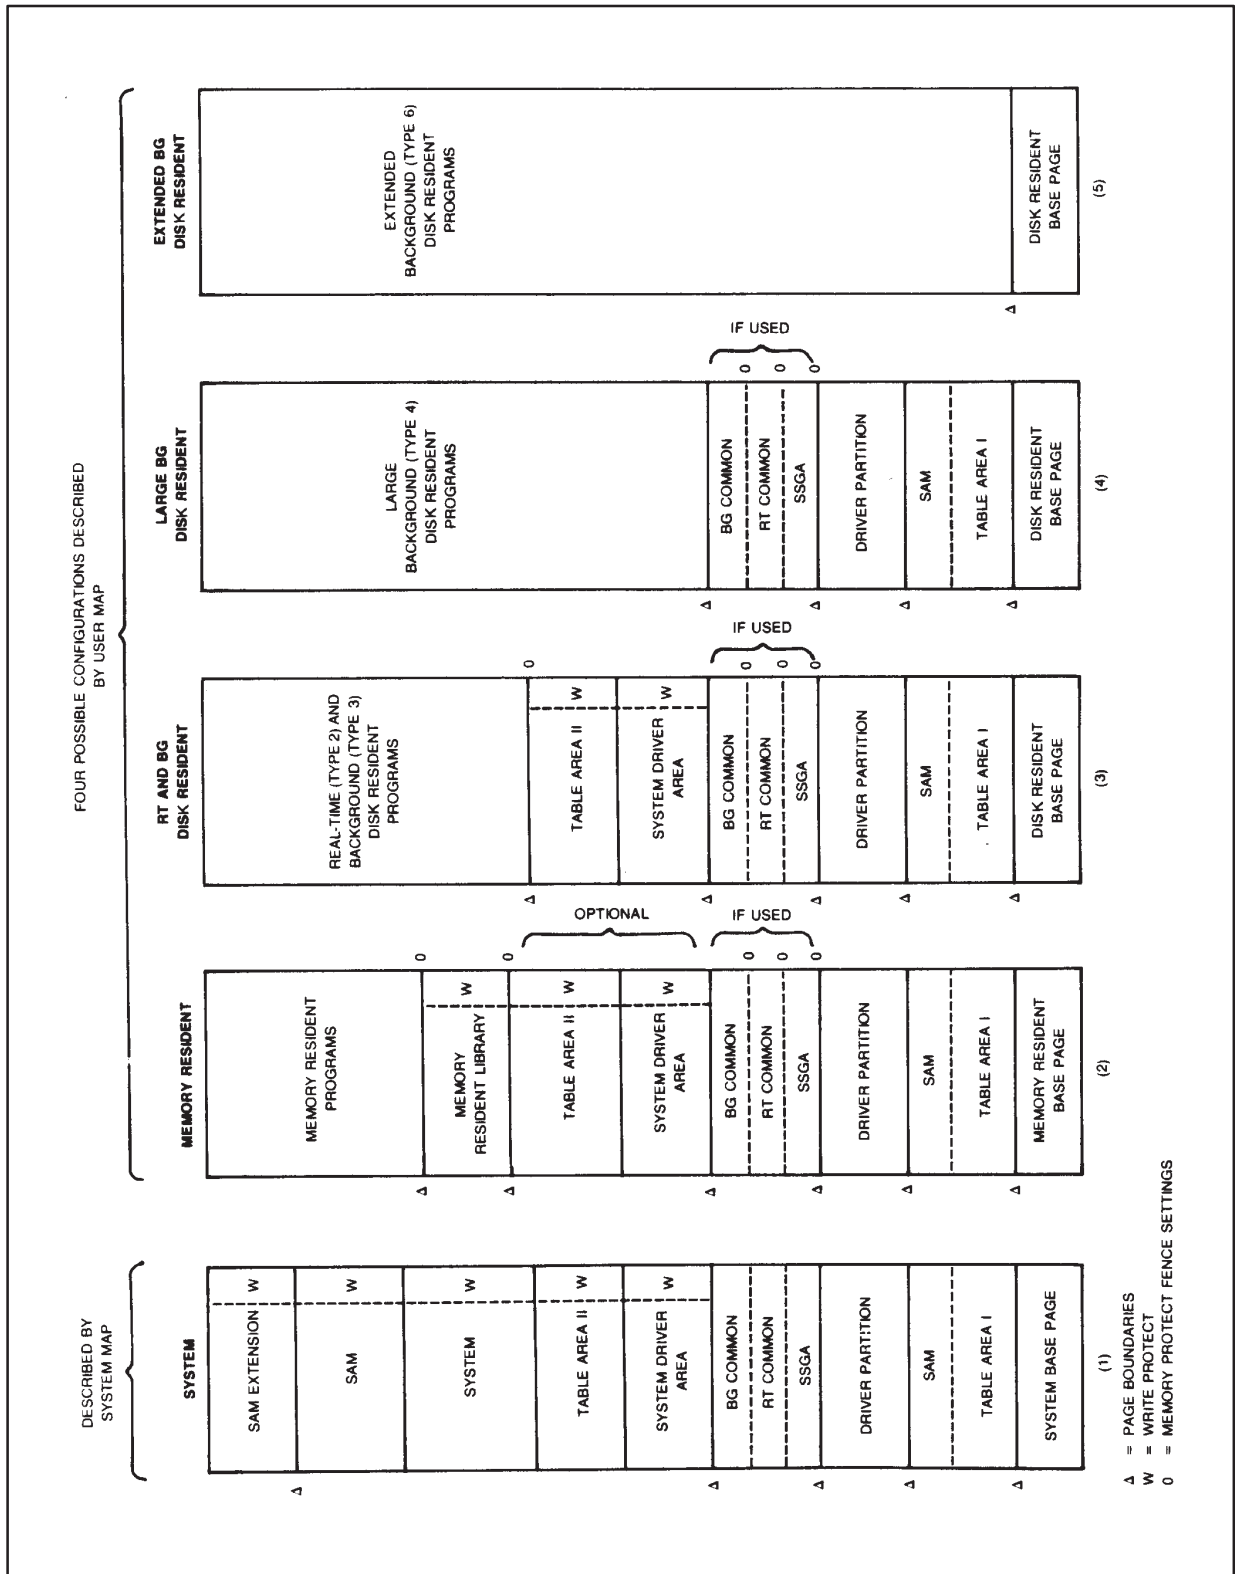 DESCRIBED BY
SYSTEM MAP
FOUR POSSIBLE CONFIGURATIONS DESCRIBED
BY USER MAP
SYSTEM
SAM EXTENSION
W
SAM
W
SYSTEM
W
TABLE AREA II
W
SYSTEM DRIVER
AREA
W
BG COMMON
RT COMMON
SSGA
DRIVER PARTITION
SAM
TABLE AREA I
SYSTEM BASE PAGE
(1)
Δ
Δ
Δ
Δ
Δ
MEMORY RESIDENT
MEMORY RESIDENT
PROGRAMS
MEMORY
RESIDENT LIBRARY
W
TABLE AREA II
W
SYSTEM DRIVER
AREA
W
BG COMMON
RT COMMON
SSGA
DRIVER PARTITION
SAM
TABLE AREA I
MEMORY RESIDENT
BASE PAGE
(2)
Δ
Δ
Δ
Δ
Δ
Δ
0
0
0
0
0
OPTIONAL
IF USED
RT AND BG
DISK RESIDENT
REAL-TIME (TYPE 2) AND
BACKGROUND (TYPE 3)
DISK RESIDENT
PROGRAMS
TABLE AREA II
W
SYSTEM DRIVER
AREA
W
BG COMMON
RT COMMON
SSGA
DRIVER PARTITION
SAM
TABLE AREA I
DISK RESIDENT
BASE PAGE
(3)
Δ
Δ
Δ
Δ
Δ
0
0
0
0
IF USED
LARGE BG
DISK RESIDENT
LARGE
BACKGROUND (TYPE 4)
DISK RESIDENT
PROGRAMS
BG COMMON
RT COMMON
SSGA
DRIVER PARTITION
SAM
TABLE AREA I
DISK RESIDENT
BASE PAGE
(4)
Δ
Δ
Δ
Δ
0
0
0
IF USED
EXTENDED BG
DISK RESIDENT
EXTENDED
BACKGROUND (TYPE 6)
DISK RESIDENT
PROGRAMS
DISK RESIDENT
BASE PAGE
(5)
Δ
Δ = PAGE BOUNDARIES
W = WRITE PROTECT
0 = MEMORY PROTECT FENCE SETTINGS